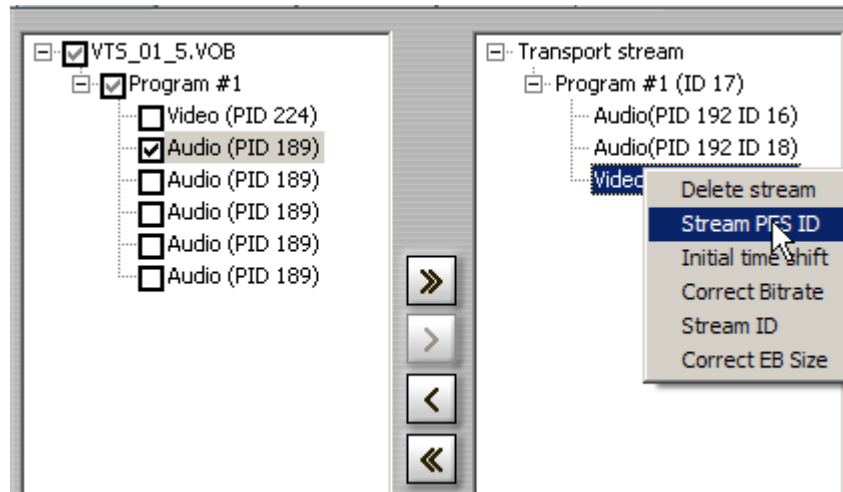 VTS_01_5.VOB
Program #1
Video (PID 224)
Audio (PID 189)
Audio (PID 189)
Audio (PID 189)
Audio (PID 189)
Audio (PID 189)
Transport stream
Program #1 (ID 17)
Audio(PID 192 ID 16)
Audio(PID 192 ID 18)
Video
Delete stream
Stream PES ID
Initial time shift
Correct Bitrate
Stream ID
Correct EB Size